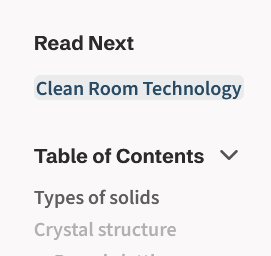 Read Next
Clean Room Technology
Table of Contents
Types of solids
Crystal structure